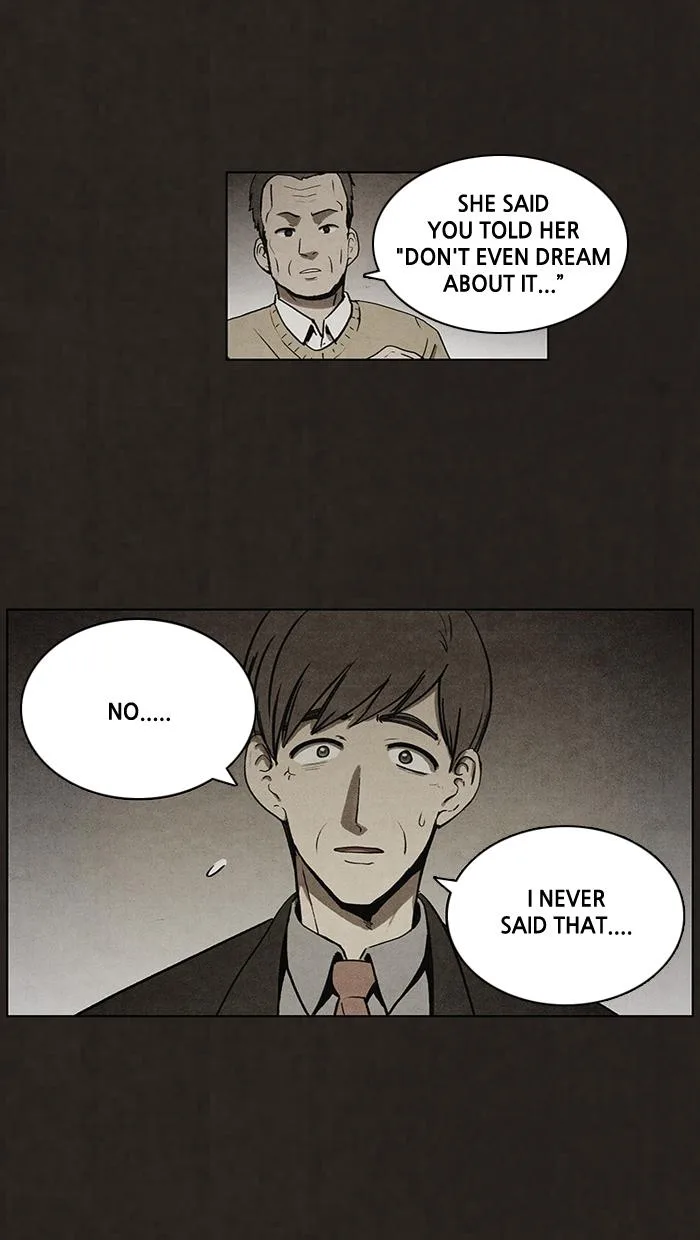 SHE SAID
YOU TOLD HER
"DON'T EVEN DREAM
ABOUT IT..."
NO.....
I NEVER
SAID THAT....